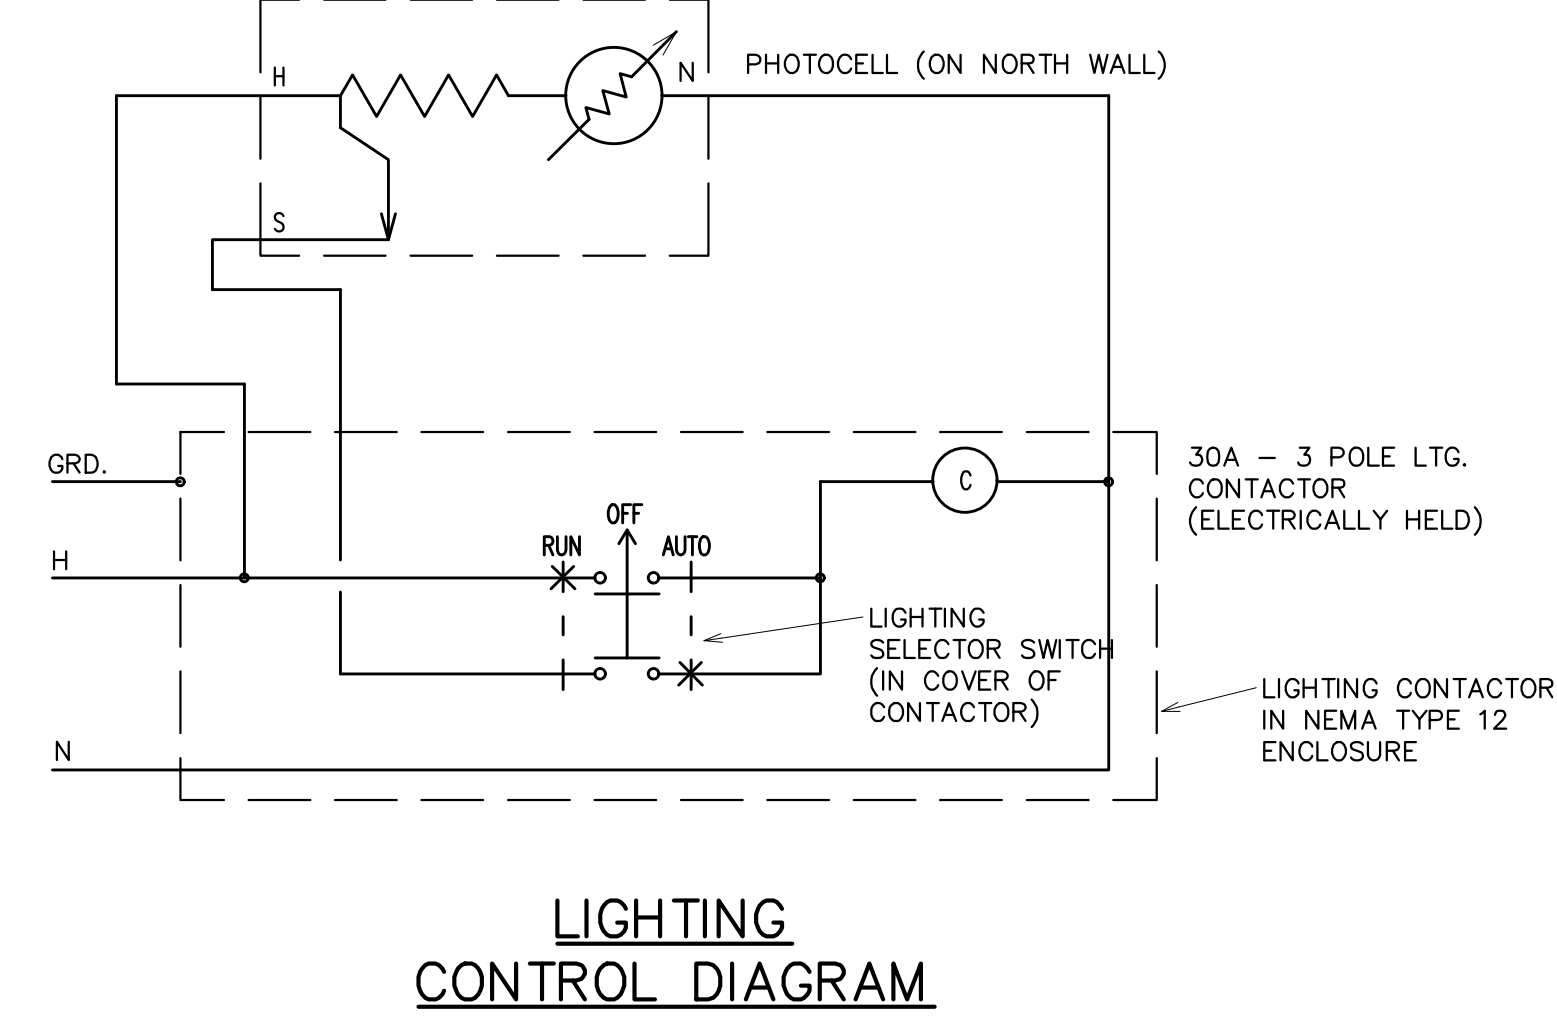 H
N
PHOTOCELL (ON NORTH WALL)
S
GRD.
C
30A - 3 POLE LTG.
CONTACTOR
(ELECTRICALLY HELD)
OFF
RUN
AUTO
H
LIGHTING
SELECTOR SWITCH
(IN COVER OF
CONTACTOR)
LIGHTING CONTACTOR
IN NEMA TYPE 12
ENCLOSURE
N
LIGHTING
CONTROL DIAGRAM